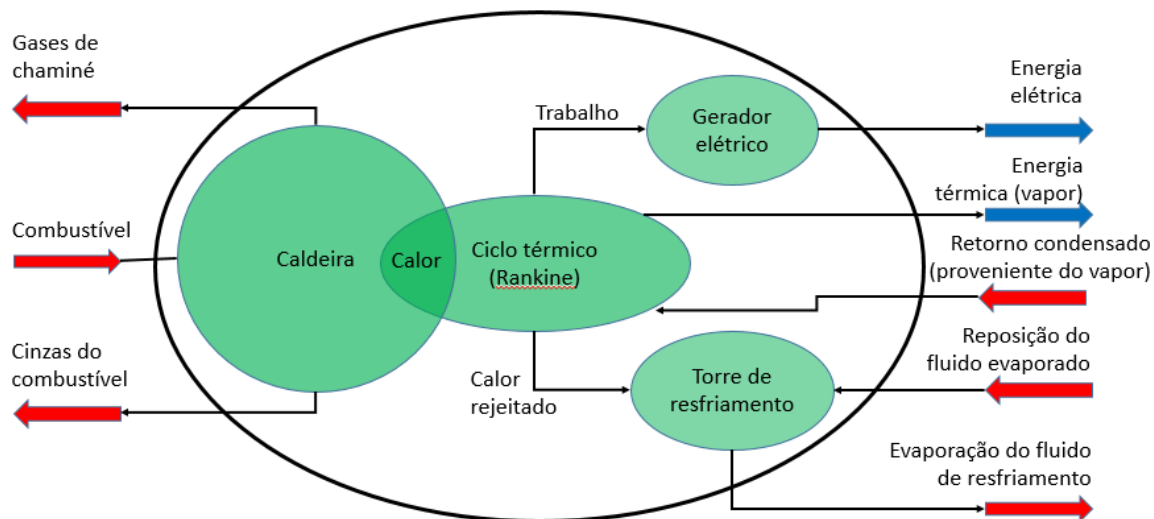 Gases de
chaminé
Combustível
Cinzas do
combustível
Caldeira
Calor
Ciclo térmico
(Rankine)
Trabalho
Gerador
elétrico
Calor
rejeitado
Torre de
resfriamento
Energia
elétrica
Energia
térmica (vapor)
Retorno condensado
(proveniente do vapor)
Reposição do
fluido evaporado
Evaporação do fluido
de resfriamento